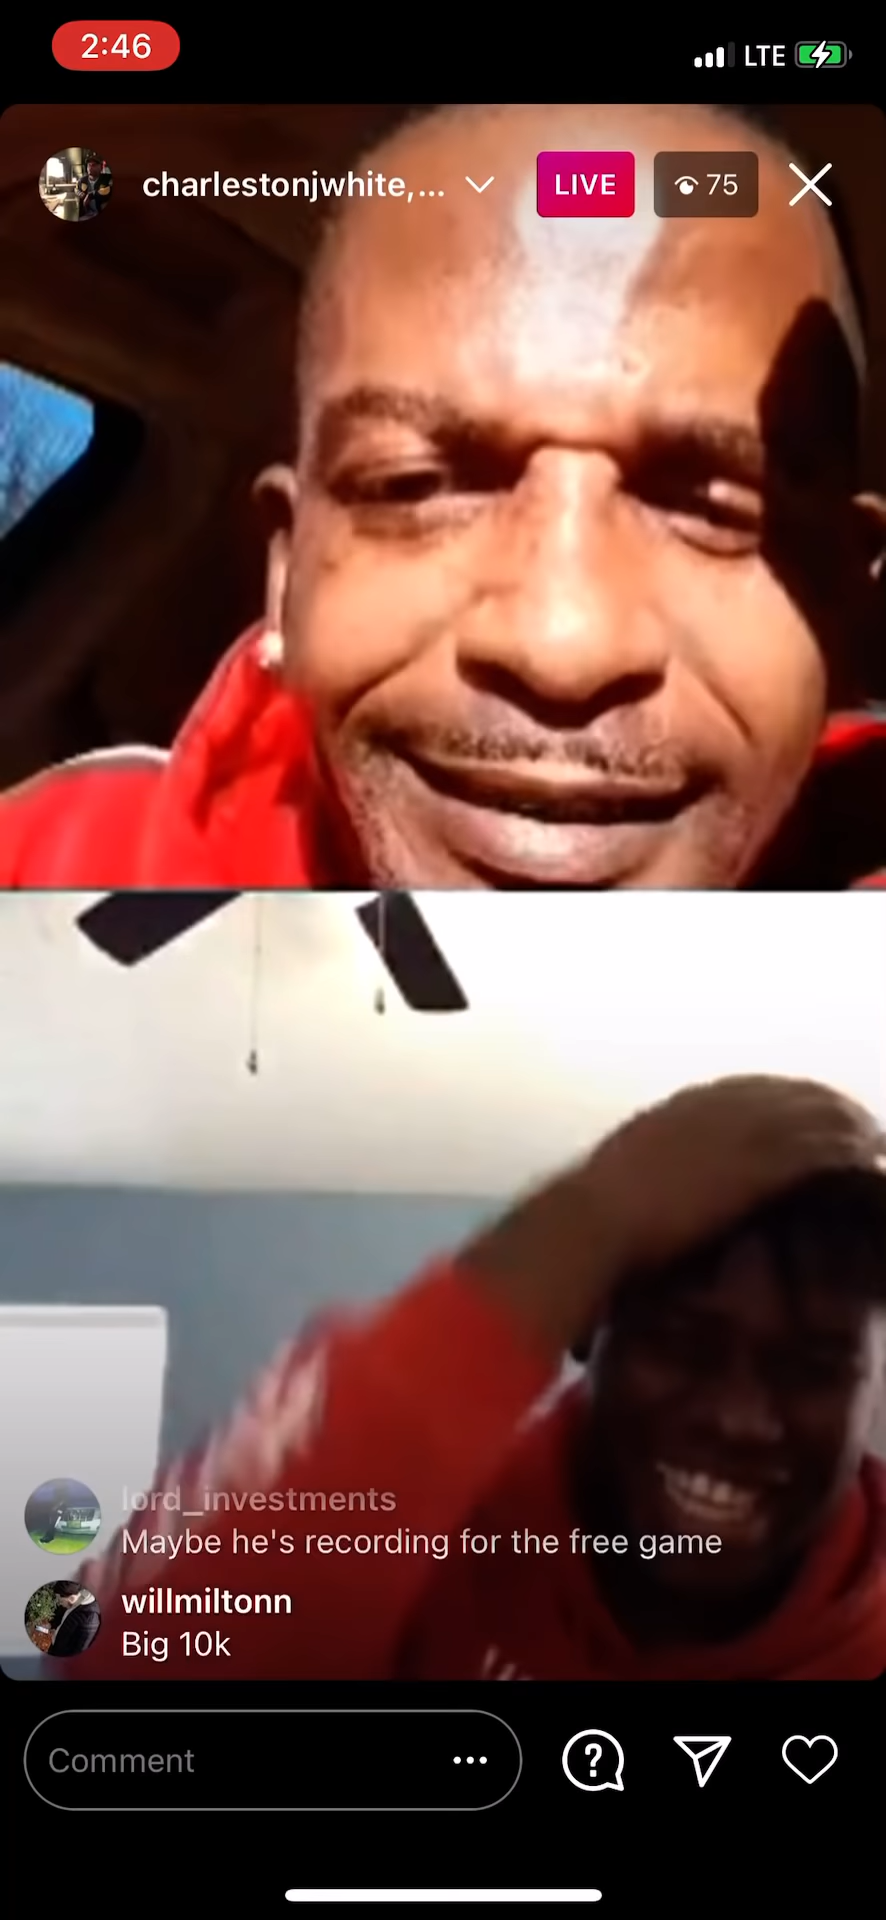 2:46
LTE
charlestonjwhite,...
LIVE
75
lord_investments
Maybe he's recording for the free game
willmiltonn
Big 10k
Comment